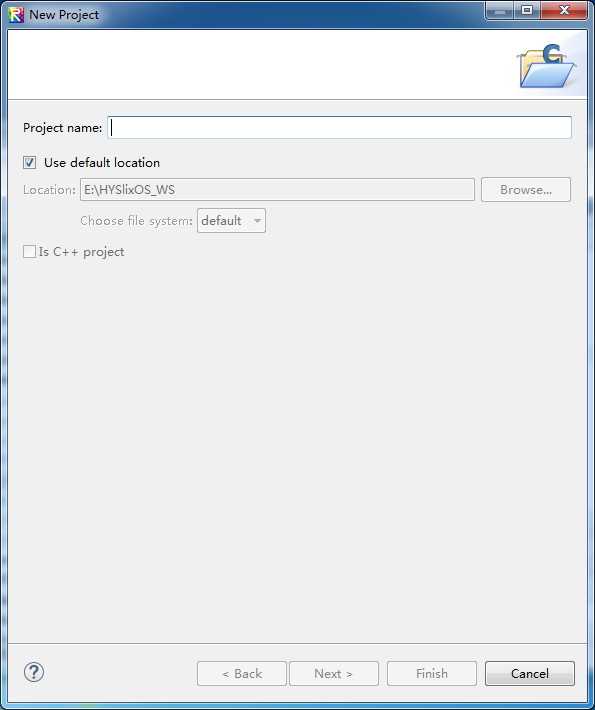 New Project
Project name:
Use default location
Location: E:\HYSlixOS_WS Browse...
Choose file system: default
Is C++ project
< Back Next > Finish Cancel